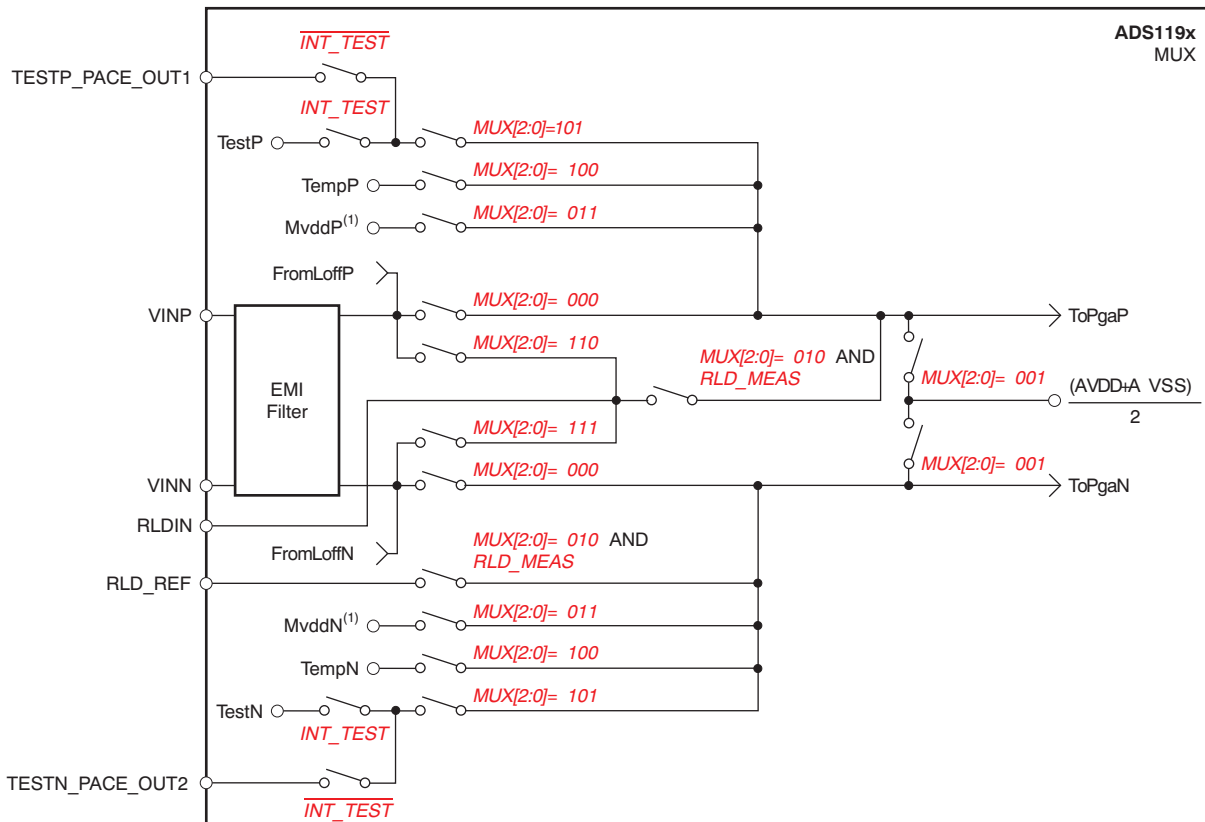 ADS119x
MUX
INT_TEST
TESTP_PACE_OUT1
INT_TEST
MUX[2:0]=101
TestP
MUX[2:0]= 100
TempP
MUX[2:0]= 011
MvddP(1)
FromLoffP
MUX[2:0]= 000
VINP
ToPgaP
MUX[2:0]= 110
MUX[2:0]= 010 AND
RLD_MEAS
MUX[2:0]= 001
EMI
Filter
(AVDD+A VSS)
2
MUX[2:0]= 111
MUX[2:0]= 000
MUX[2:0]= 001
VINN
ToPgaN
RLDIN
FromLoffN
MUX[2:0]= 010 AND
RLD_MEAS
RLD_REF
MUX[2:0]= 011
MvddN(1)
MUX[2:0]= 100
TempN
MUX[2:0]= 101
TestN
INT_TEST
TESTN_PACE_OUT2
INT_TEST